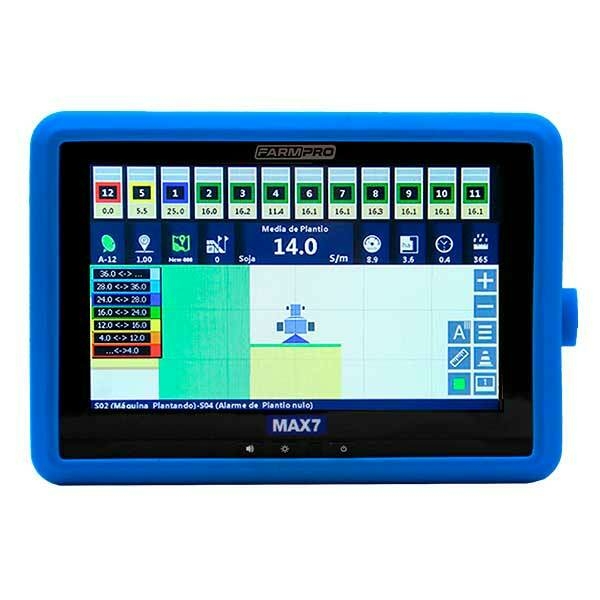 FARMPRO
12 5 1 2 3 4 6 7 8 9 10 11
0.0 5.5 25.0 16.0 16.2 11.4 16.1 16.1 16.3 16.1 16.1 16.1
Media de Plantio
14.0
A-12 1.00 New-008 0 Soja S/m 8.9 3.6 0.4 365
36.0 <-> ...
28.0 <-> 36.0
24.0 <-> 28.0
16.0 <-> 24.0
12.0 <-> 16.0
4.0 <-> 12.0
...<->4.0
A
1
S02 (Máquina Plantando)-S04 (Alarme de Plantio nulo)
MAX7